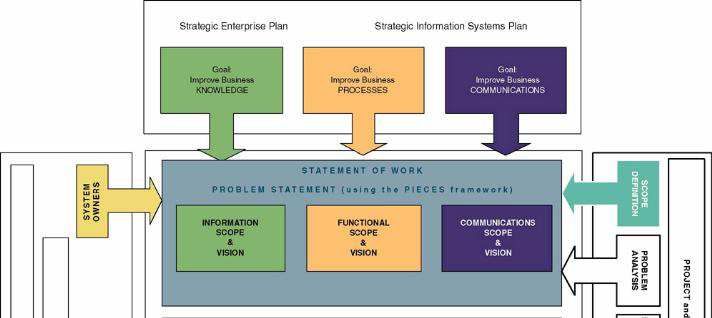 Strategic Enterprise Plan
Strategic Information Systems Plan
Goal:
Improve Business
KNOWLEDGE
Goal:
Improve Business
PROCESSES
Goal:
Improve Business
COMMUNICATIONS
STATEMENT OF WORK
PROBLEM STATEMENT (using the PIECES framework)
SYSTEM
OWNERS
INFORMATION
SCOPE
&
VISION
FUNCTIONAL
SCOPE
&
VISION
COMMUNICATIONS
SCOPE
&
VISION
SCOPE
DEFINITION
PROBLEM
ANALYSIS
PROJECT and